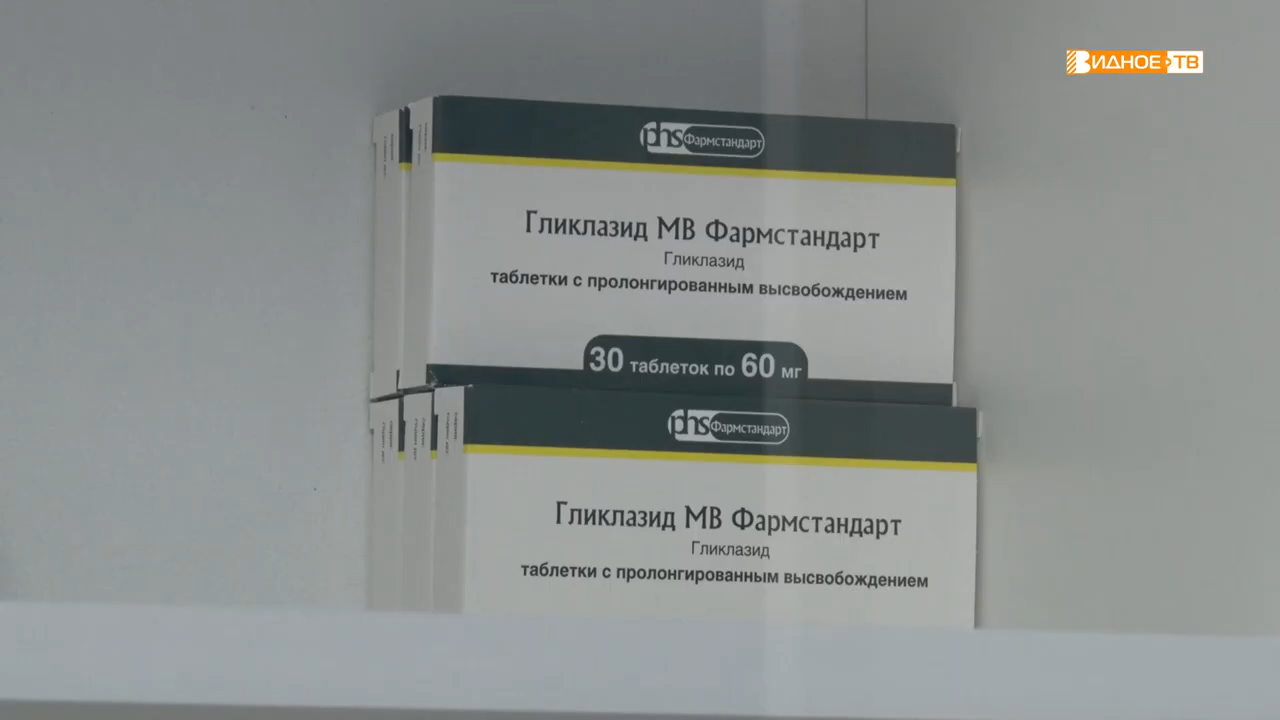 ВИДНОЕ ТВ
phs Фармстандарт
Гликлазид МВ Фармстандарт
Гликлазид
таблетки с пролонгированным высвобождением
30 таблеток по 60 мг
phs Фармстандарт
Гликлазид МВ Фармстандарт
Гликлазид
таблетки с пролонгированным высвобождением